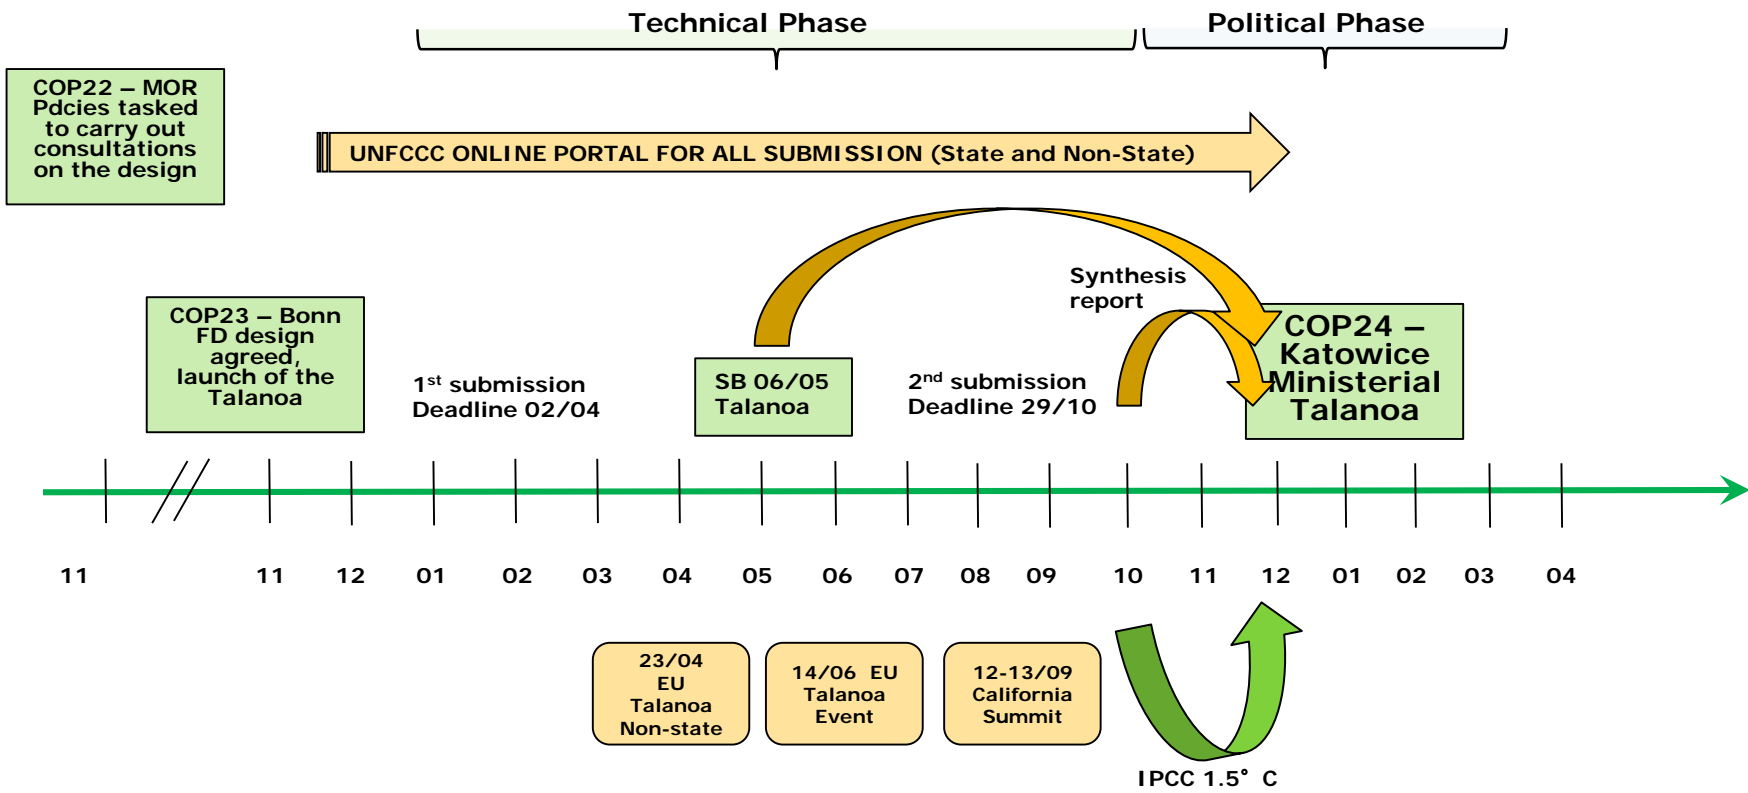 Technical Phase
Political Phase
COP22 – MOR
Pdcies tasked
to carry out
consultations
on the design
UNFCCC ONLINE PORTAL FOR ALL SUBMISSION (State and Non-State)
Synthesis
report
COP23 – Bonn
FD design
agreed,
launch of the
Talanoa
1st submission
Deadline 02/04
SB 06/05
Talanoa
2nd submission
Deadline 29/10
COP24 –
Katowice
Ministerial
Talanoa
11 11 12 01 02 03 04 05 06 07 08 09 10 11 12 01 02 03 04
23/04
EU
Talanoa
Non-state
14/06 EU
Talanoa
Event
12-13/09
California
Summit
IPCC 1.5° C